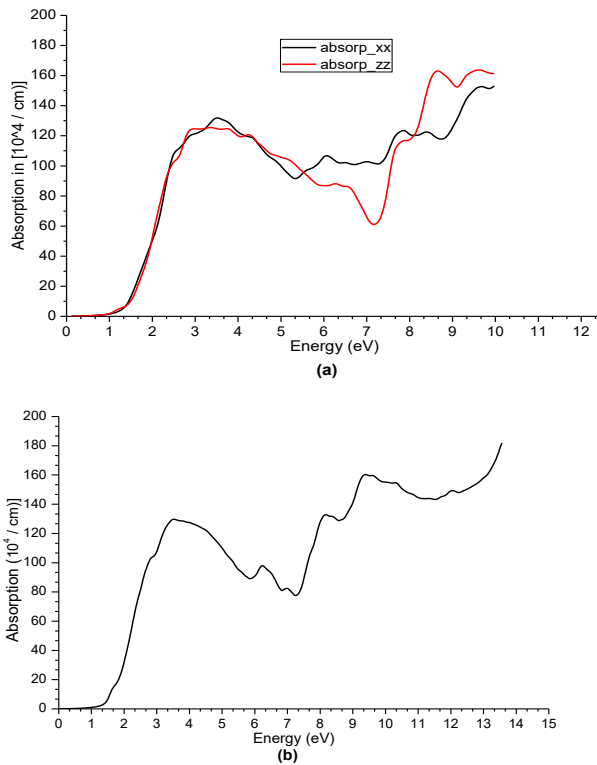 200
180
160
140
120
100
80
60
40
20
0
Absorption in [10^4 / cm)]
absorp_xx
absorp_zz
0 1 2 3 4 5 6 7 8 9 10 11 12
Energy (eV)
(a)
200
180
160
140
120
100
80
60
40
20
0
Absorption (10⁴ / cm)]
0 1 2 3 4 5 6 7 8 9 10 11 12 13 14 15
Energy (eV)
(b)